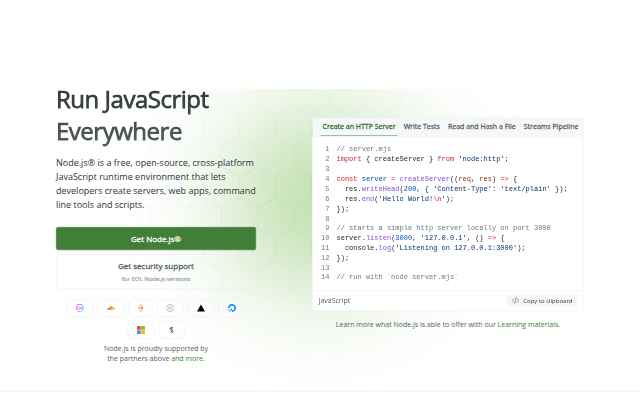 Run JavaScript
Everywhere
Node.js® is a free, open-source, cross-platform
JavaScript runtime environment that lets
developers create servers, web apps, command
line tools and scripts.
Get Node.js®
Get security support
for EOL Node.js versions
Node.js is proudly supported by
the partners above and more.
Create an HTTP Server Write Tests Read and Hash a File Streams Pipeline
1 // server.mjs
2 import { createServer } from 'node:http';
3
4 const server = createServer((req, res) => {
5 res.writeHead(200, { 'Content-Type': 'text/plain' });
6 res.end('Hello World!\n');
7 });
8
9 // starts a simple http server locally on port 3000
10 server.listen(3000, '127.0.0.1', () => {
11 console.log('Listening on 127.0.0.1:3000');
12 });
13
14 // run with `node server.mjs`
JavaScript Copy to clipboard
Learn more what Node.js is able to offer with our Learning materials.